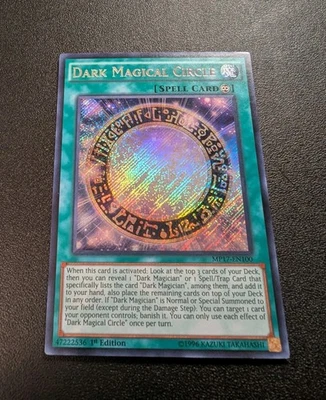 DARK MAGICAL CIRCLE
[SPELL CARD]
MP17-EN100
When this card is activated: Look at the top 3 cards of your Deck,
then you can reveal 1 "Dark Magician" or 1 Spell/Trap Card that
specifically lists the card "Dark Magician", among them, and add it
to your hand, also place the remaining cards on top of your Deck
in any order. If "Dark Magician" is Normal or Special Summoned to
your field (except during the Damage Step): You can target 1 card
your opponent controls; banish it. You can only use each effect of
"Dark Magical Circle" once per turn.
47222536 1st Edition
©1996 KAZUKI TAKAHASHI